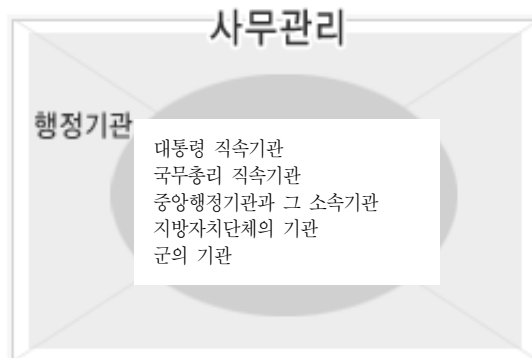 사무관리
행정기관
대통령 직속기관
국무총리 직속기관
중앙행정기관과 그 소속기관
지방자치단체의 기관
군의 기관